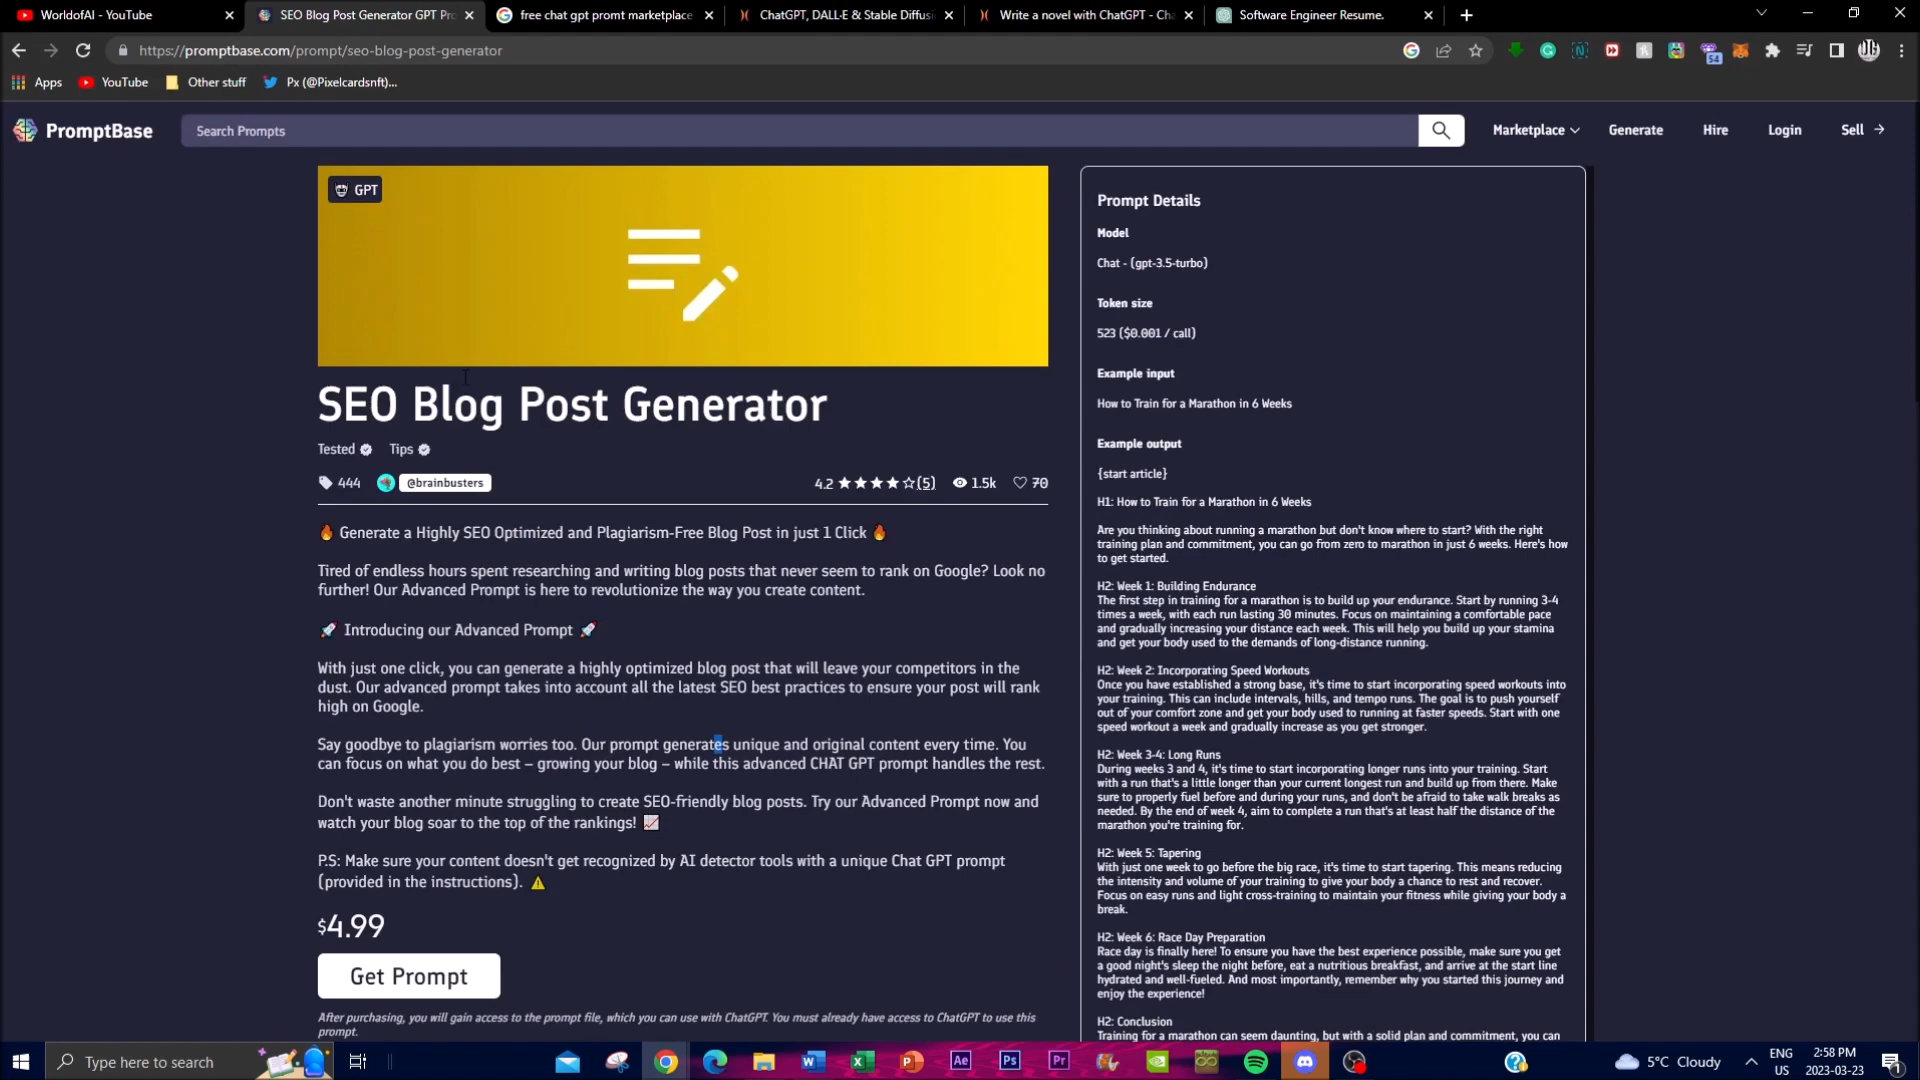 WorldofAI - YouTube
SEO Blog Post Generator GPT Pro
free chat gpt promt marketplace
ChatGPT, DALL·E & Stable Diffusi
Write a novel with ChatGPT - Cha
Software Engineer Resume.
https://promptbase.com/prompt/seo-blog-post-generator
54
Apps
YouTube
Other stuff
Px (@Pixelcardsnft)...
PromptBase
Search Prompts
Marketplace
Generate
Hire
Login
Sell
GPT
SEO Blog Post Generator
Tested
Tips
444
@brainbusters
4.2
(5)
1.5k
70
🔥 Generate a Highly SEO Optimized and Plagiarism-Free Blog Post in just 1 Click 🔥
Tired of endless hours spent researching and writing blog posts that never seem to rank on Google? Look no
further! Our Advanced Prompt is here to revolutionize the way you create content.
🚀 Introducing our Advanced Prompt 🚀
With just one click, you can generate a highly optimized blog post that will leave your competitors in the
dust. Our advanced prompt takes into account all the latest SEO best practices to ensure your post will rank
high on Google.
Say goodbye to plagiarism worries too. Our prompt generates unique and original content every time. You
can focus on what you do best – growing your blog – while this advanced CHAT GPT prompt handles the rest.
Don't waste another minute struggling to create SEO-friendly blog posts. Try our Advanced Prompt now and
watch your blog soar to the top of the rankings! 📈
P.S: Make sure your content doesn't get recognized by AI detector tools with a unique Chat GPT prompt
(provided in the instructions). ⚠️
$4.99
Get Prompt
After purchasing, you will gain access to the prompt file, which you can use with ChatGPT. You must already have access to ChatGPT to use this
prompt.
Prompt Details
Model
Chat - (gpt-3.5-turbo)
Token size
523 ($0.001 / call)
Example input
How to Train for a Marathon in 6 Weeks
Example output
{start article}
H1: How to Train for a Marathon in 6 Weeks
Are you thinking about running a marathon but don't know where to start? With the right
training plan and commitment, you can go from zero to marathon in just 6 weeks. Here's how
to get started.
H2: Week 1: Building Endurance
The first step in training for a marathon is to build up your endurance. Start by running 3-4
times a week, with each run lasting 30 minutes. Focus on maintaining a comfortable pace
and gradually increasing your distance each week. This will help you build up your stamina
and get your body used to the demands of long-distance running.
H2: Week 2: Incorporating Speed Workouts
Once you have established a strong base, it's time to start incorporating speed workouts into
your training. This can include intervals, hills, and tempo runs. The goal is to push yourself
out of your comfort zone and get your body used to running at faster speeds. Start with one
speed workout a week and gradually increase as you get stronger.
H2: Week 3-4: Long Runs
During weeks 3 and 4, it's time to start incorporating longer runs into your training. Start
with a run that's a little longer than your current longest run and build up from there. Make
sure to properly fuel before and during your runs, and don't be afraid to take walk breaks as
needed. By the end of week 4, aim to complete a run that's at least half the distance of the
marathon you're training for.
H2: Week 5: Tapering
With just one week to go before the big race, it's time to start tapering. This means reducing
the intensity and volume of your training to give your body a chance to rest and recover.
Focus on easy runs and light cross-training to maintain your fitness while giving your body a
break.
H2: Week 6: Race Day Preparation
Race day is finally here! To ensure you have the best experience possible, make sure you get
a good night's sleep the night before, eat a nutritious breakfast, and arrive at the start line
hydrated and well-fueled. And most importantly, remember why you started this journey and
enjoy the experience!
H2: Conclusion
Training for a marathon can seem daunting, but with a solid plan and commitment, you can
Type here to search
Ae
Ps
Pr
5°C Cloudy
ENG
US
2:58 PM
2023-03-23
1